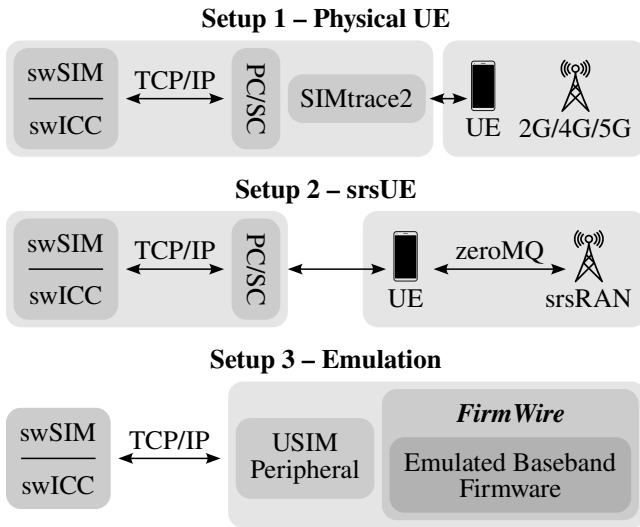 Setup 1 – Physical UE
swSIM
swICC
TCP/IP
PC/SC
SIMtrace2
UE
2G/4G/5G
Setup 2 – srsUE
swSIM
swICC
TCP/IP
PC/SC
UE
zeroMQ
srsRAN
Setup 3 – Emulation
swSIM
swICC
TCP/IP
USIM
Peripheral
FirmWire
Emulated Baseband
Firmware